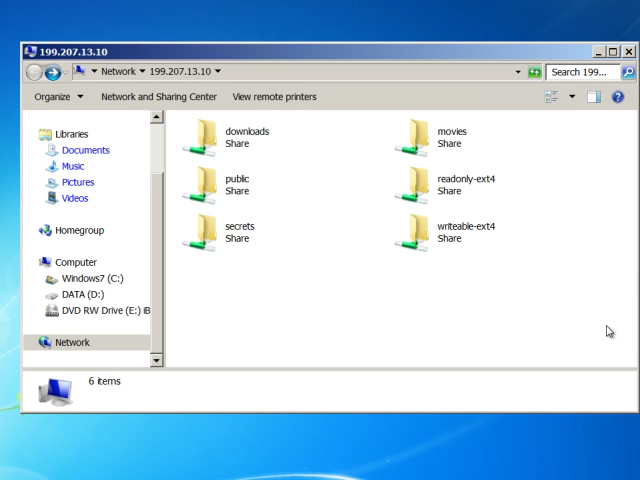 199.207.13.10
Network 199.207.13.10 Search 199...
Organize Network and Sharing Center View remote printers
Libraries
Documents
Music
Pictures
Videos
Homegroup
Computer
Windows7 (C:)
DATA (D:)
DVD RW Drive (E:) iB
Network
downloads
Share
movies
Share
public
Share
readonly-ext4
Share
secrets
Share
writeable-ext4
Share
6 items